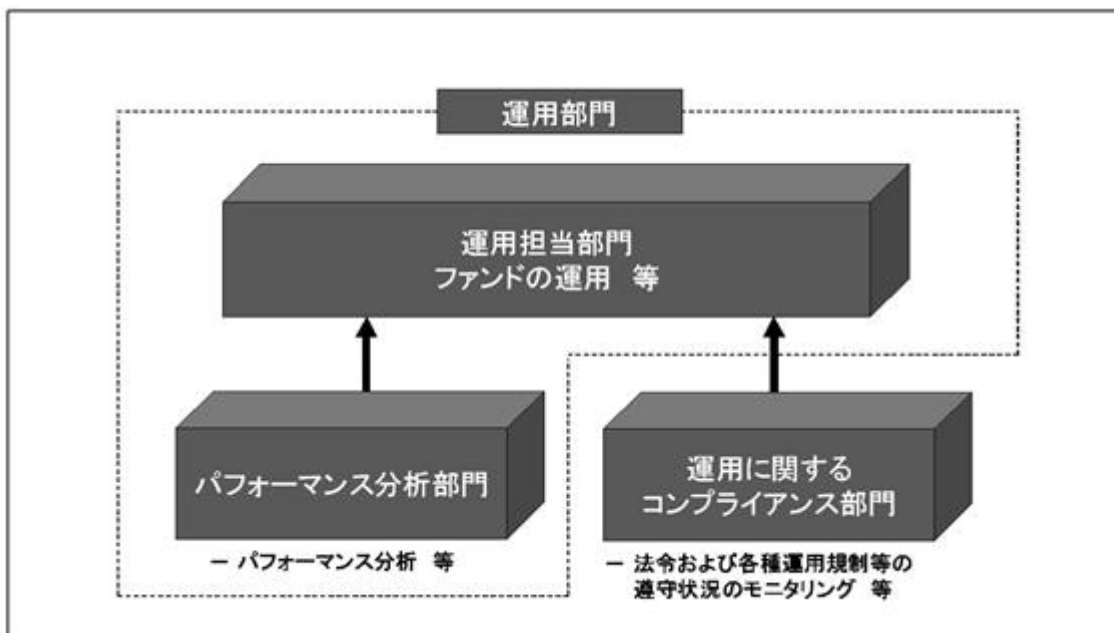 運用部門
運用担当部門
ファンドの運用　等
パフォーマンス分析部門
－ パフォーマンス分析　等
運用に関する
コンプライアンス部門
－ 法令および各種運用規制等の
遵守状況のモニタリング　等